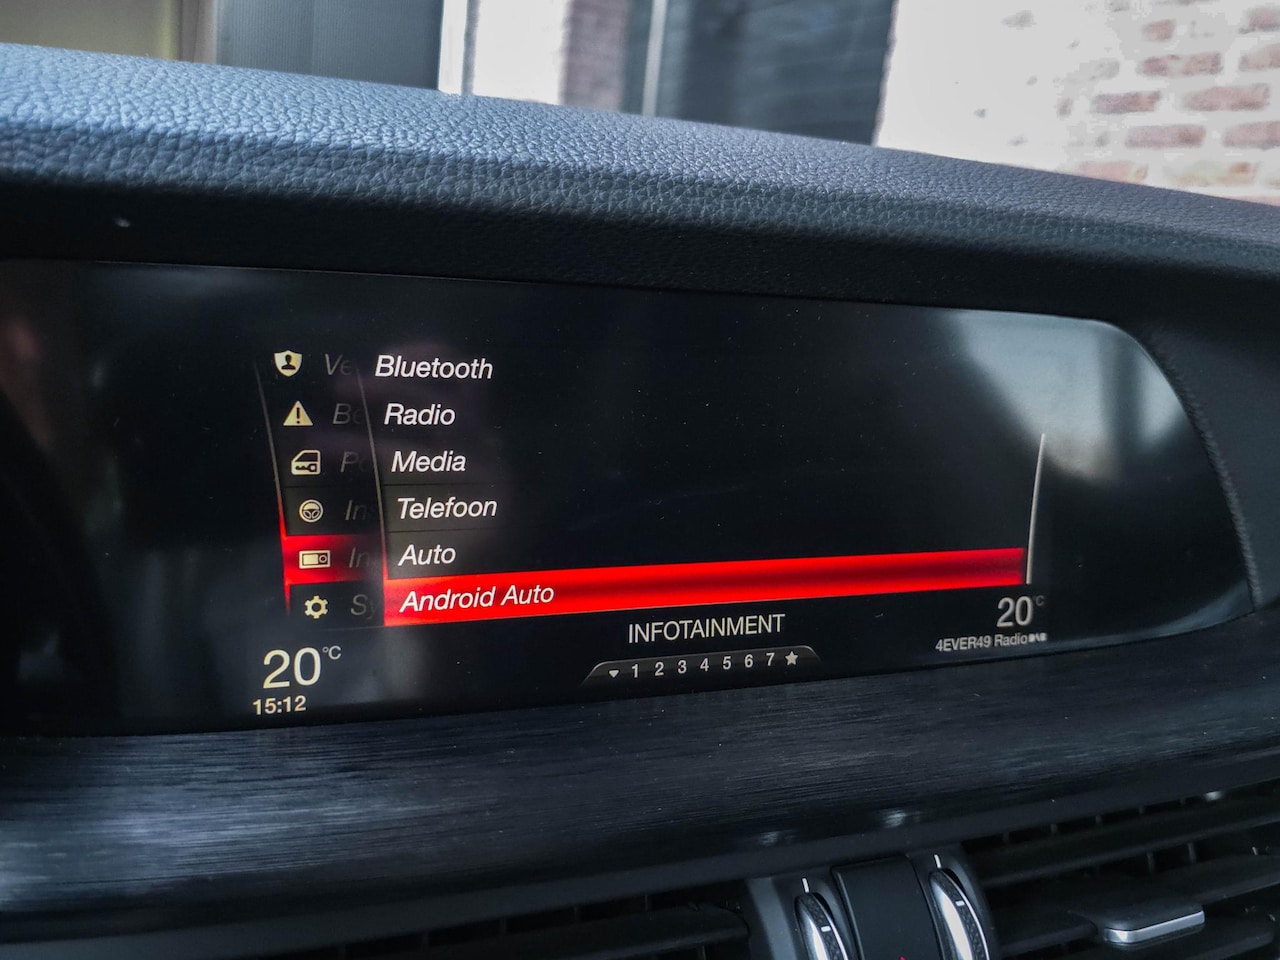 Bluetooth
Radio
Media
Telefoon
Auto
Android Auto
INFOTAINMENT
1 2 3 4 5 6 7
20°C
15:12
20°C
4EVER49 Radio